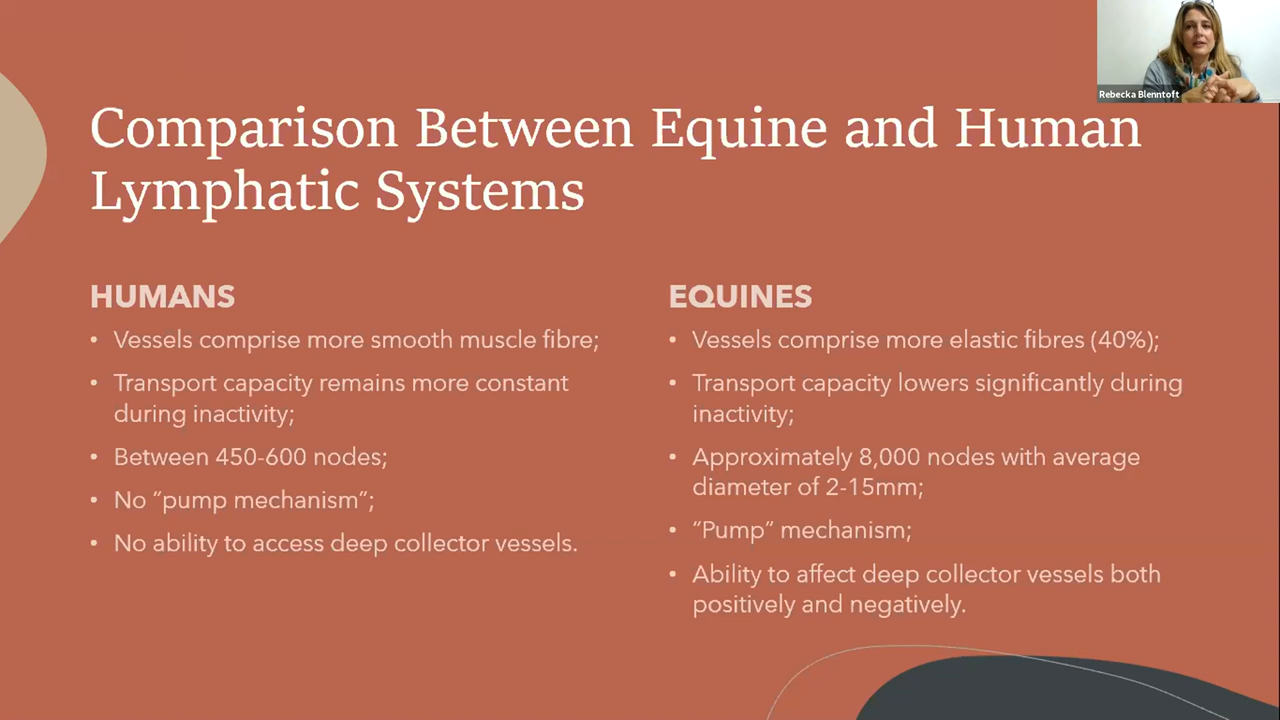 Rebecka Blenntoft
Comparison Between Equine and Human
Lymphatic Systems
HUMANS
• Vessels comprise more smooth muscle fibre;
• Transport capacity remains more constant
during inactivity;
• Between 450-600 nodes;
• No “pump mechanism”;
• No ability to access deep collector vessels.
EQUINES
• Vessels comprise more elastic fibres (40%);
• Transport capacity lowers significantly during
inactivity;
• Approximately 8,000 nodes with average
diameter of 2-15mm;
• “Pump” mechanism;
• Ability to affect deep collector vessels both
positively and negatively.